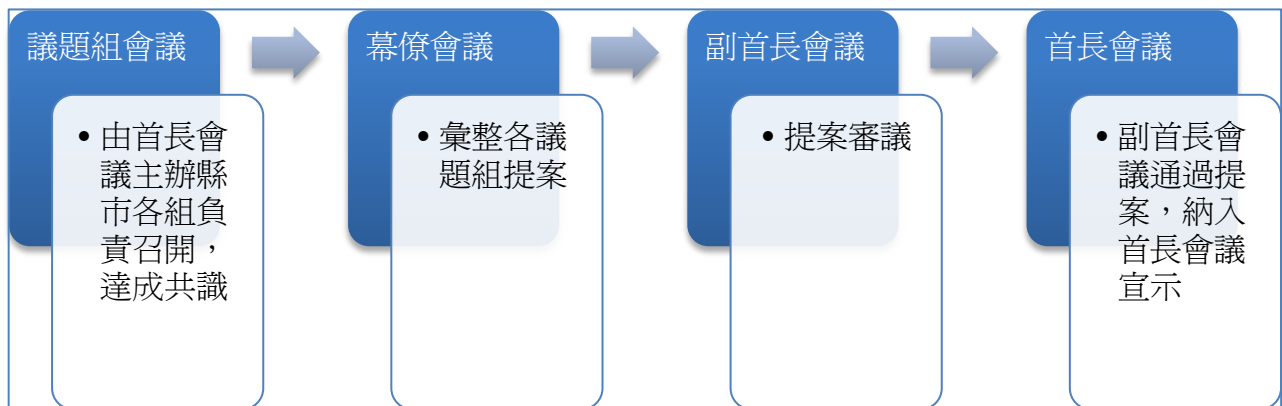 議題組會議
• 由首長會
議主辦縣
市各組負
責召開，
達成共識
幕僚會議
• 彙整各議
題組提案
副首長會議
• 提案審議
首長會議
• 副首長會
議通過提
案，納入
首長會議
宣示